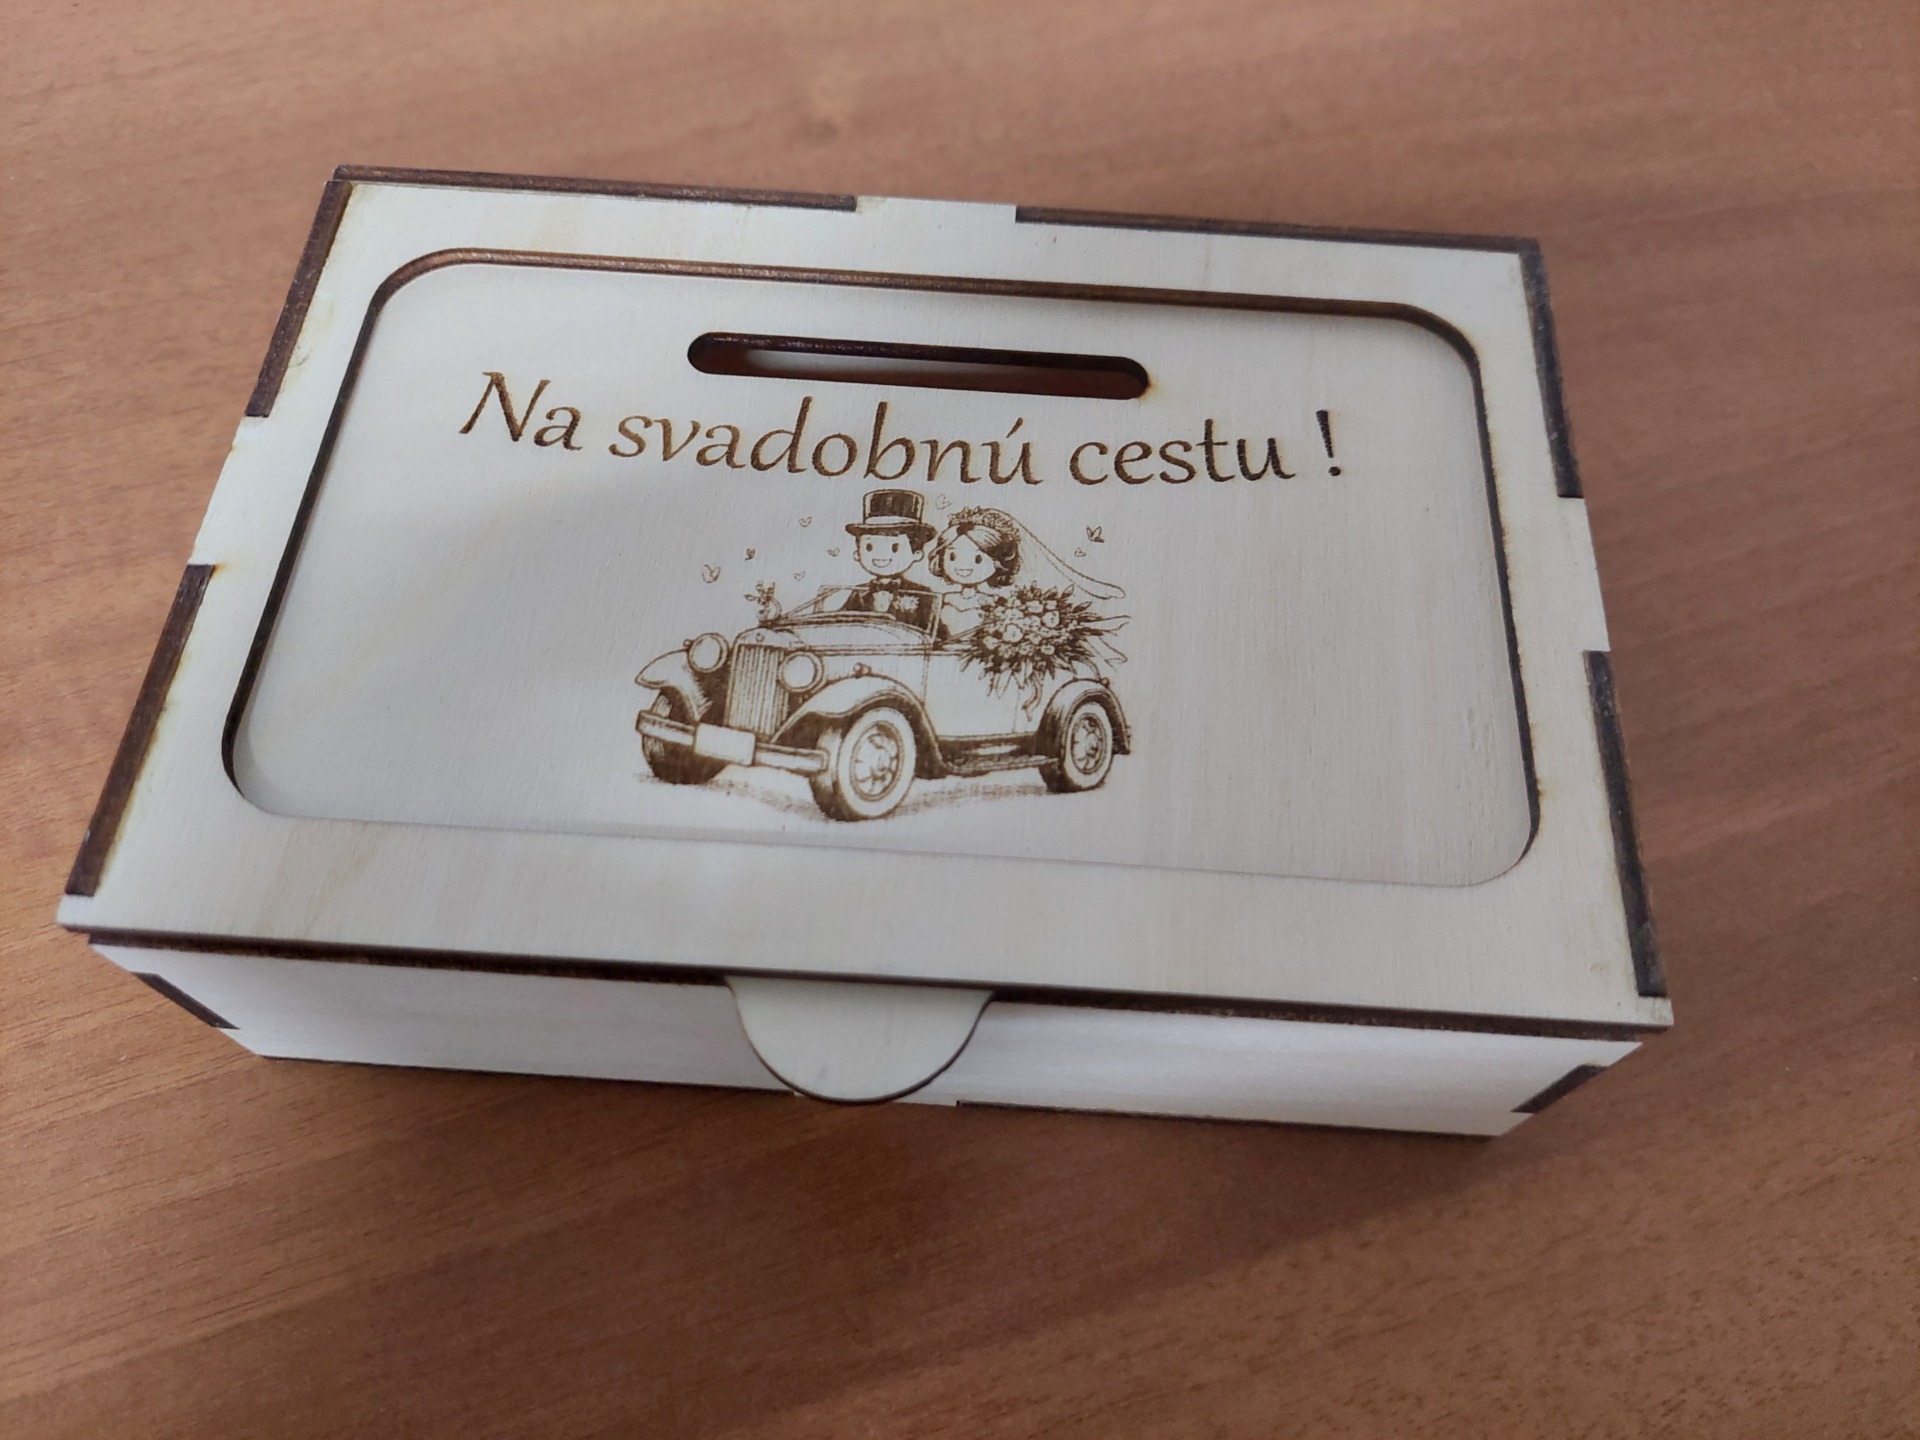 Na svadobnú cestu !